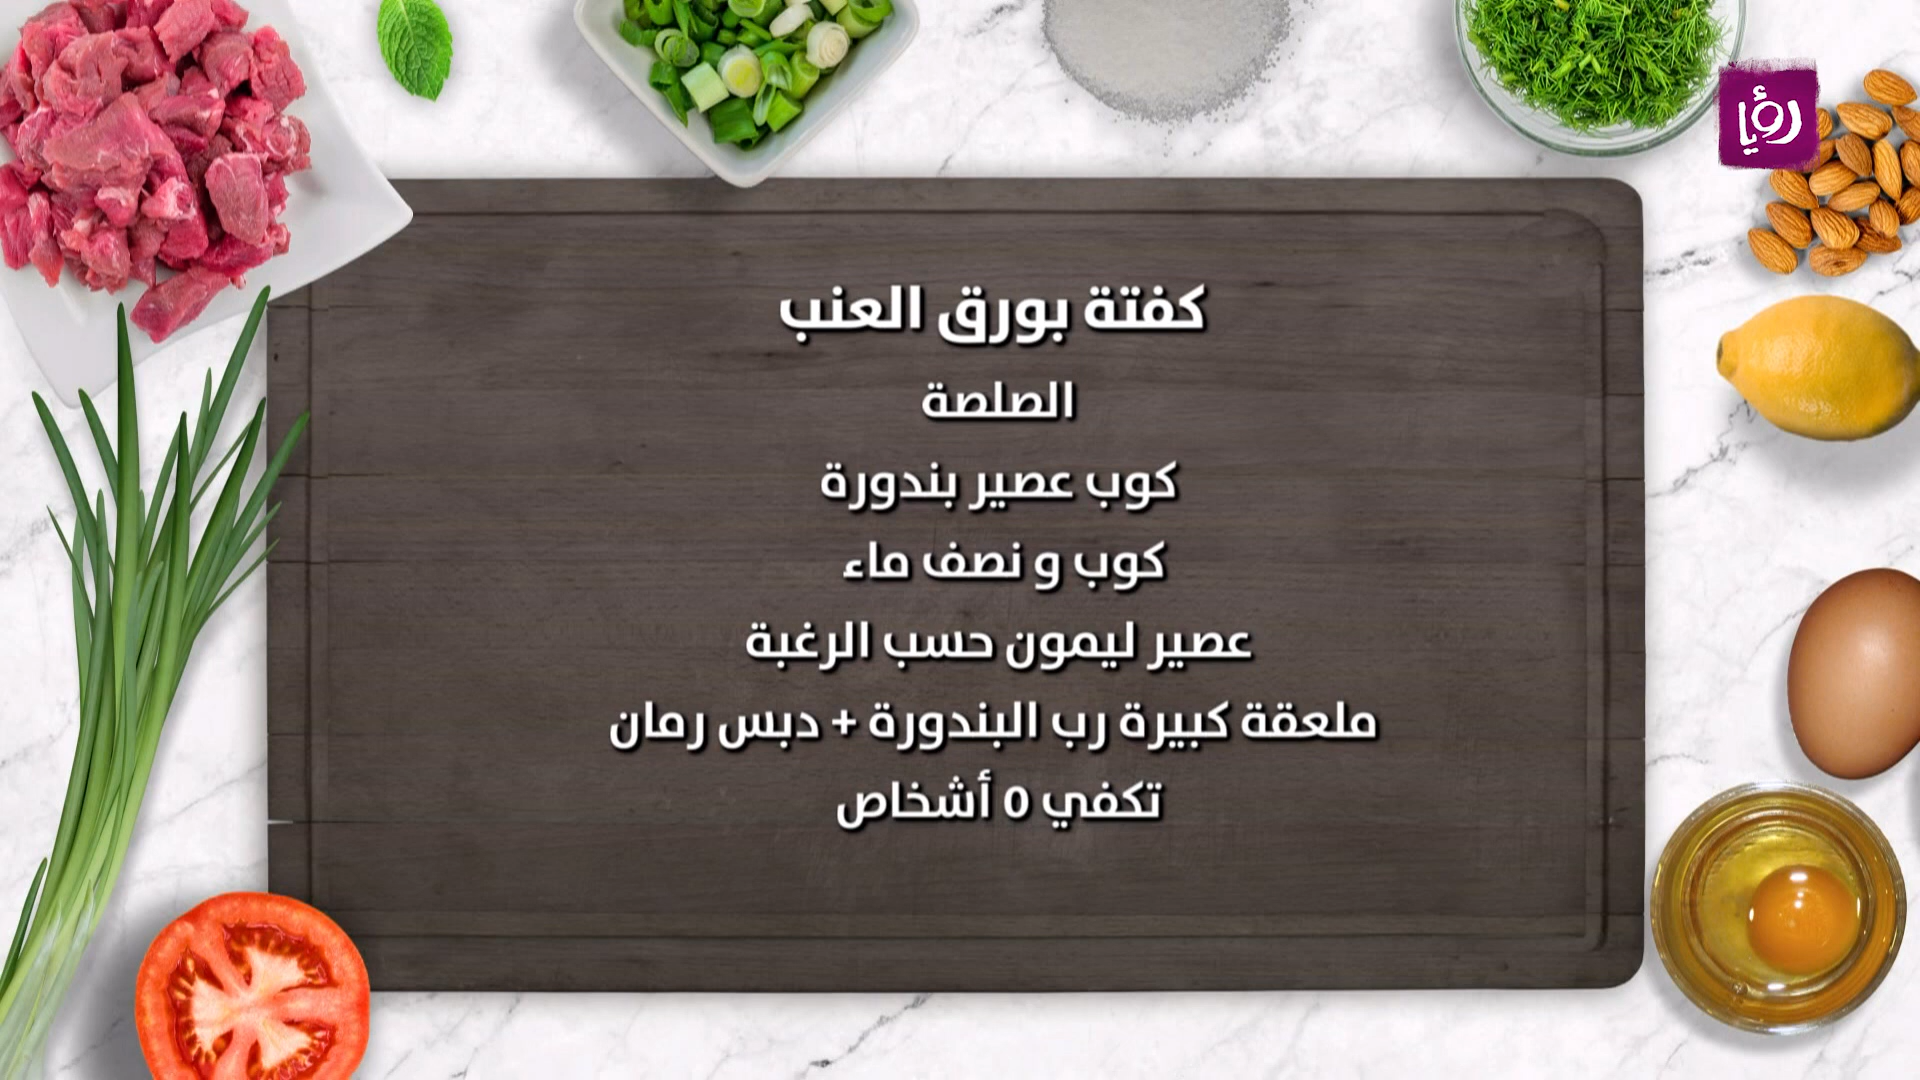 رؤيا
كفتة بورق العنب
الصلصة
كوب عصير بندورة
كوب و نصف ماء
عصير ليمون حسب الرغبة
ملعقة كبيرة رب البندورة + دبس رمان
تكفي ٥ أشخاص